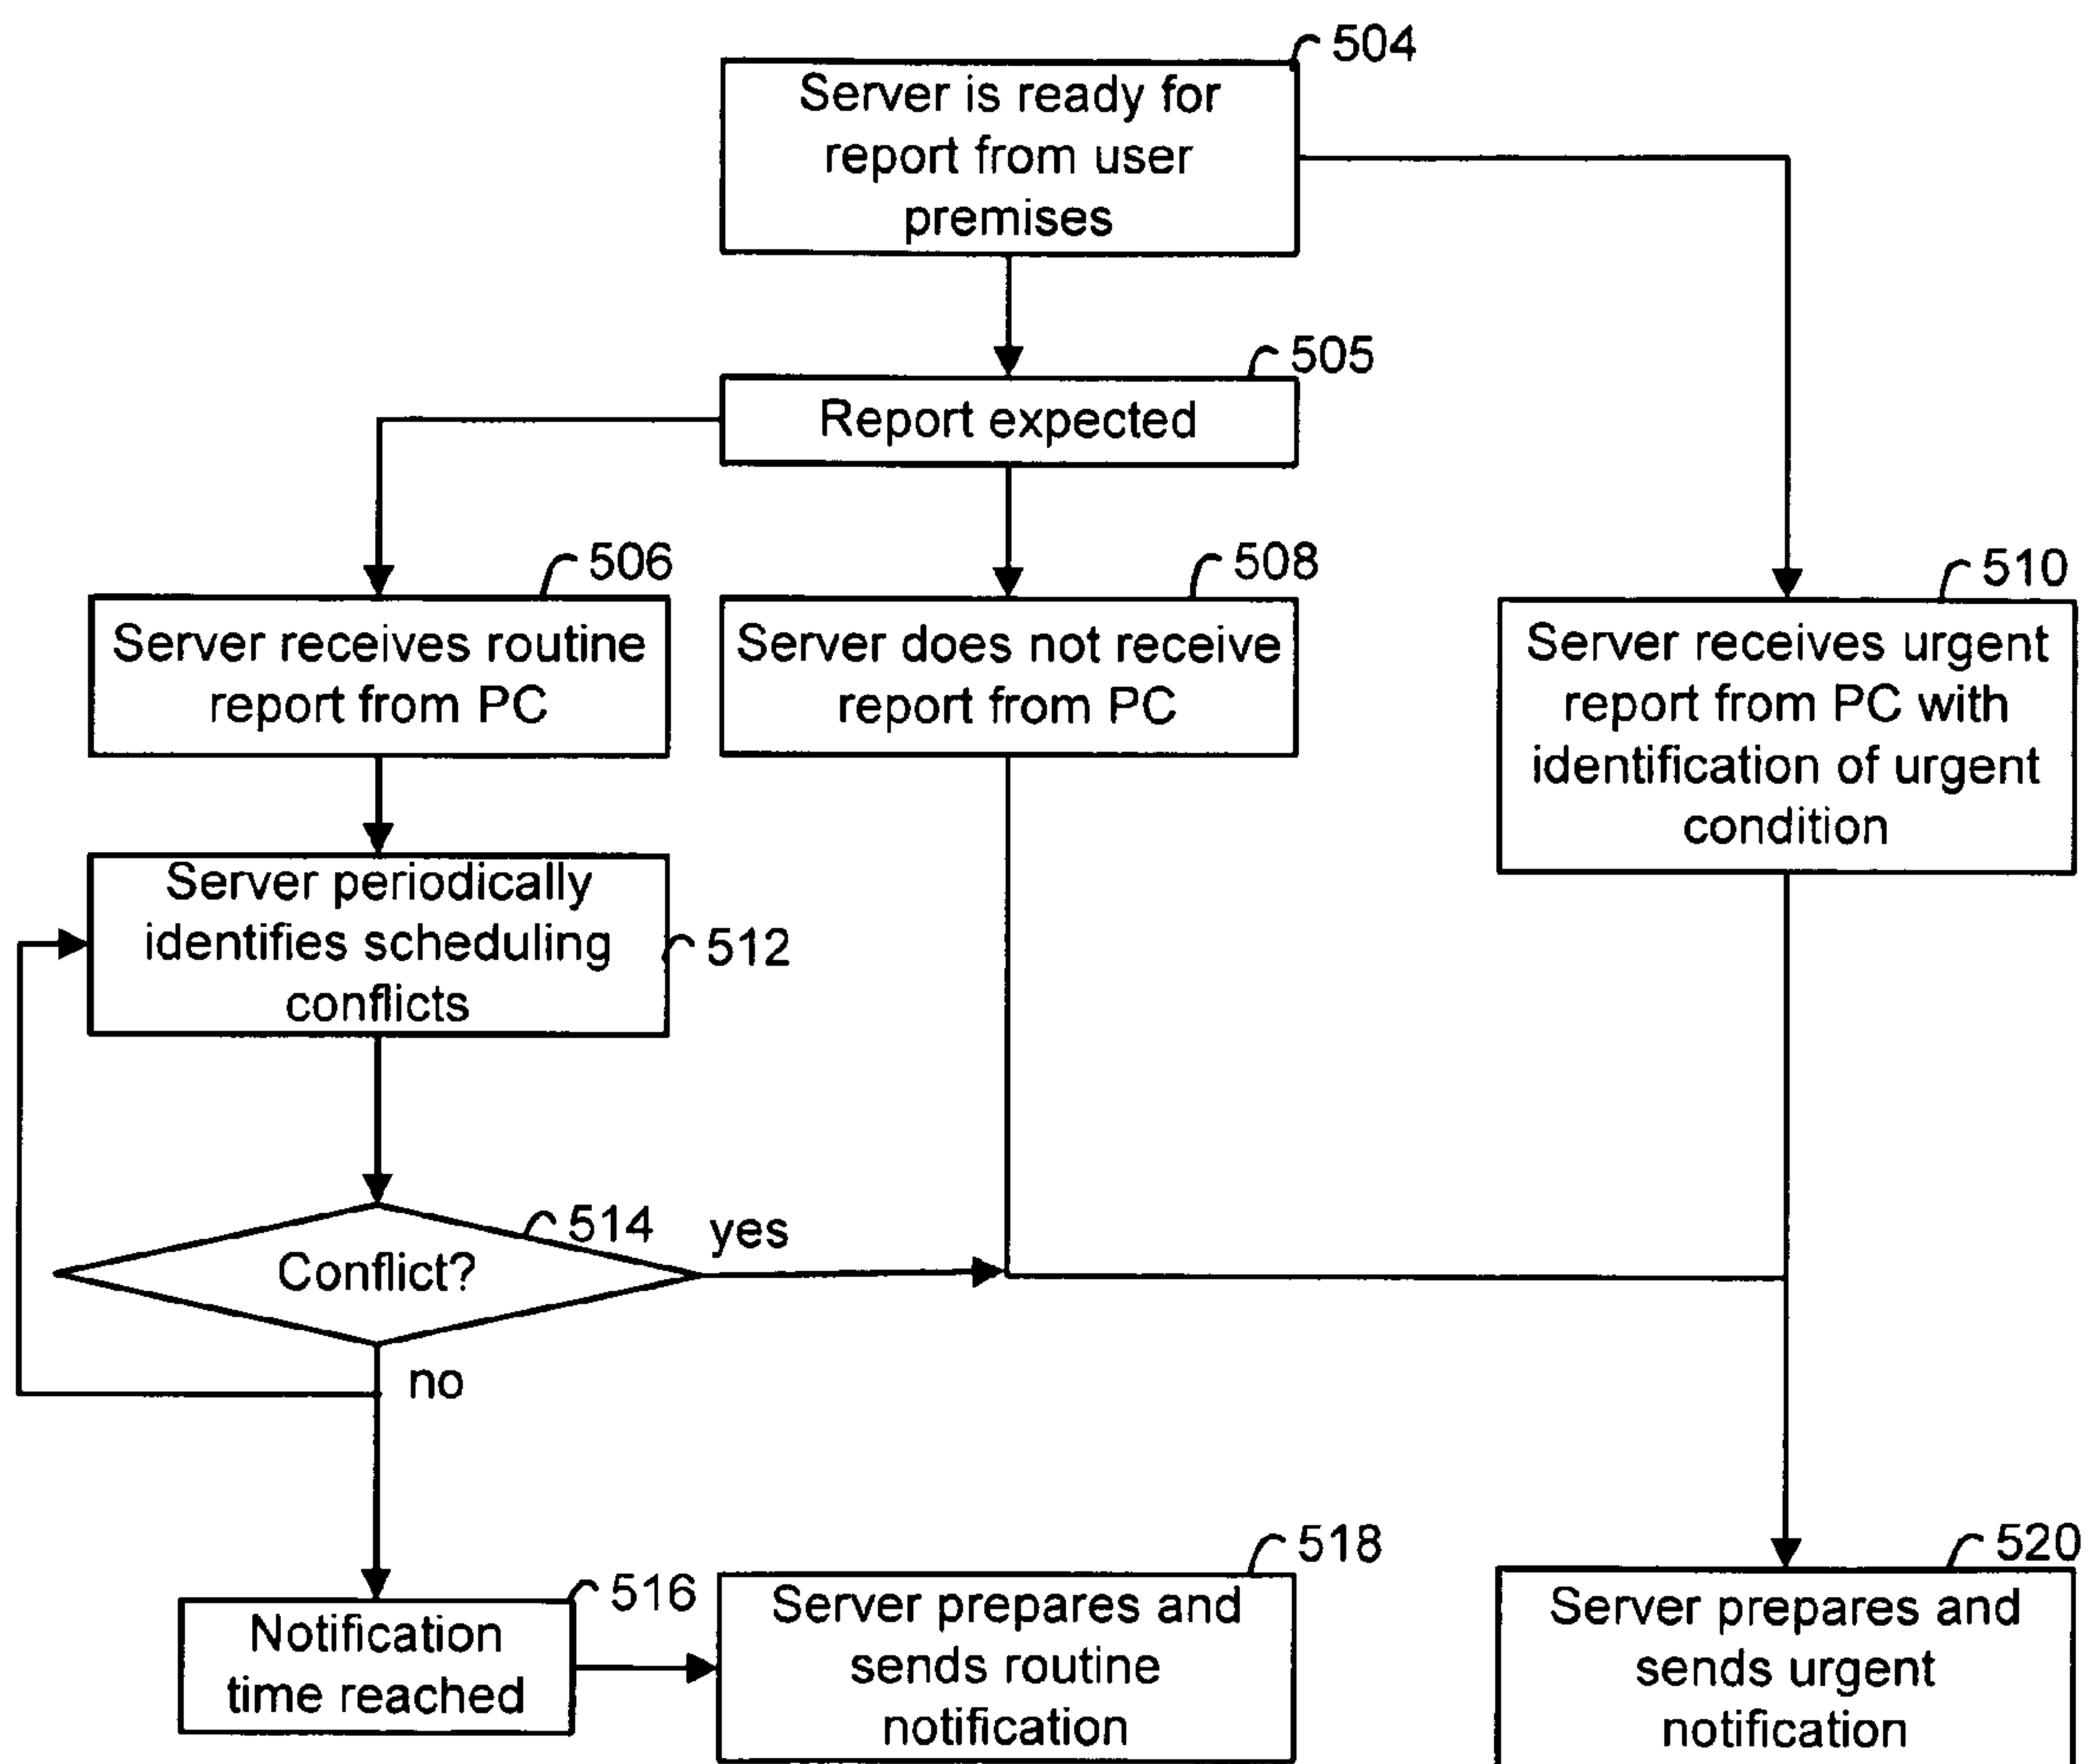 504
Server is ready for
report from user
premises
505
Report expected
506
Server receives routine
report from PC
508
Server does not receive
report from PC
510
Server receives urgent
report from PC with
identification of urgent
condition
Server periodically
identifies scheduling
conflicts
512
514
Conflict?
yes
no
516
Notification
time reached
518
Server prepares and
sends routine
notification
520
Server prepares and
sends urgent
notification